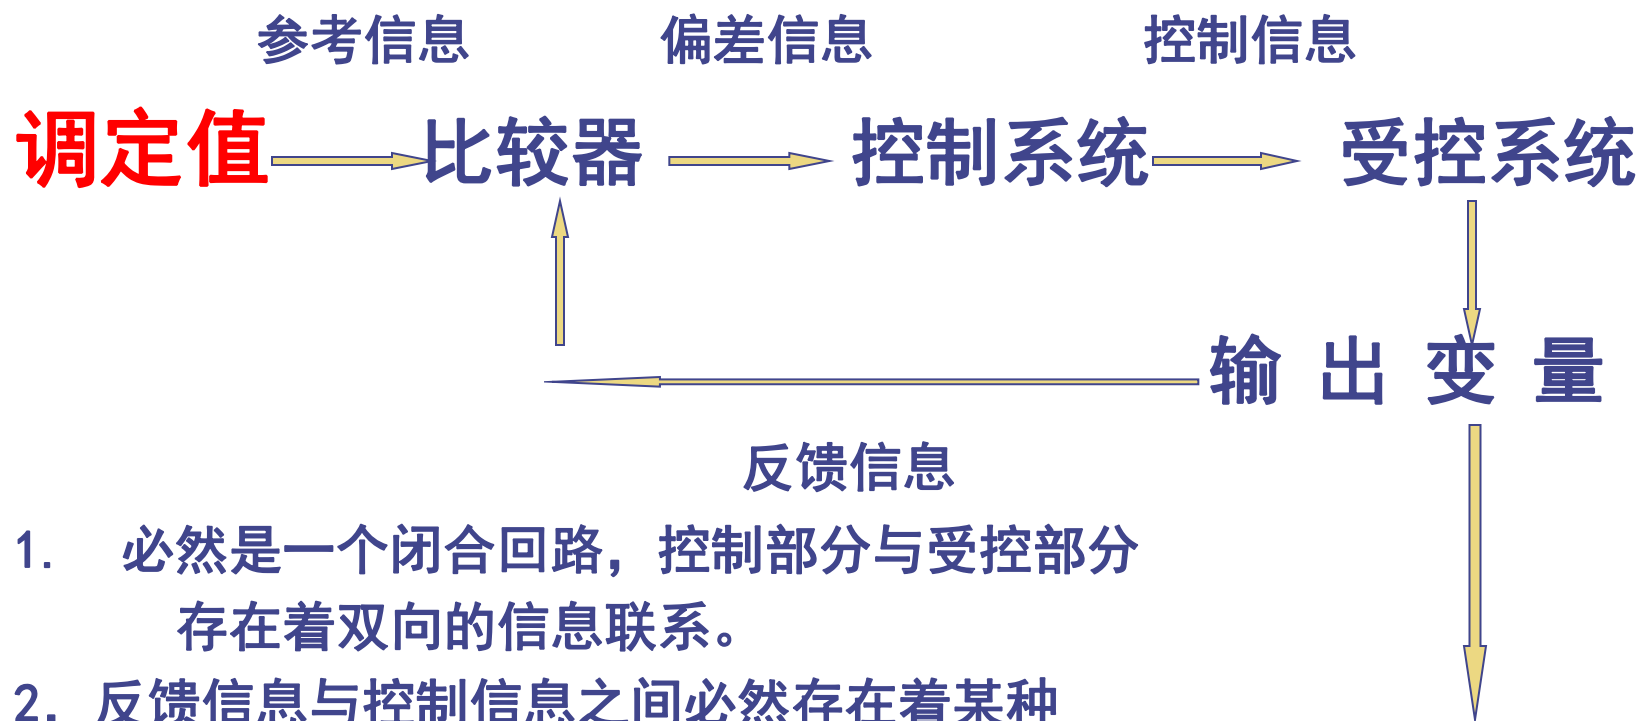 参考信息 偏差信息 控制信息
调定值 比较器 控制系统 受控系统
输 出 变 量
反馈信息
1. 必然是一个闭合回路，控制部分与受控部分
存在着双向的信息联系。
2. 反馈信息与控制信息之间必然存在着某种